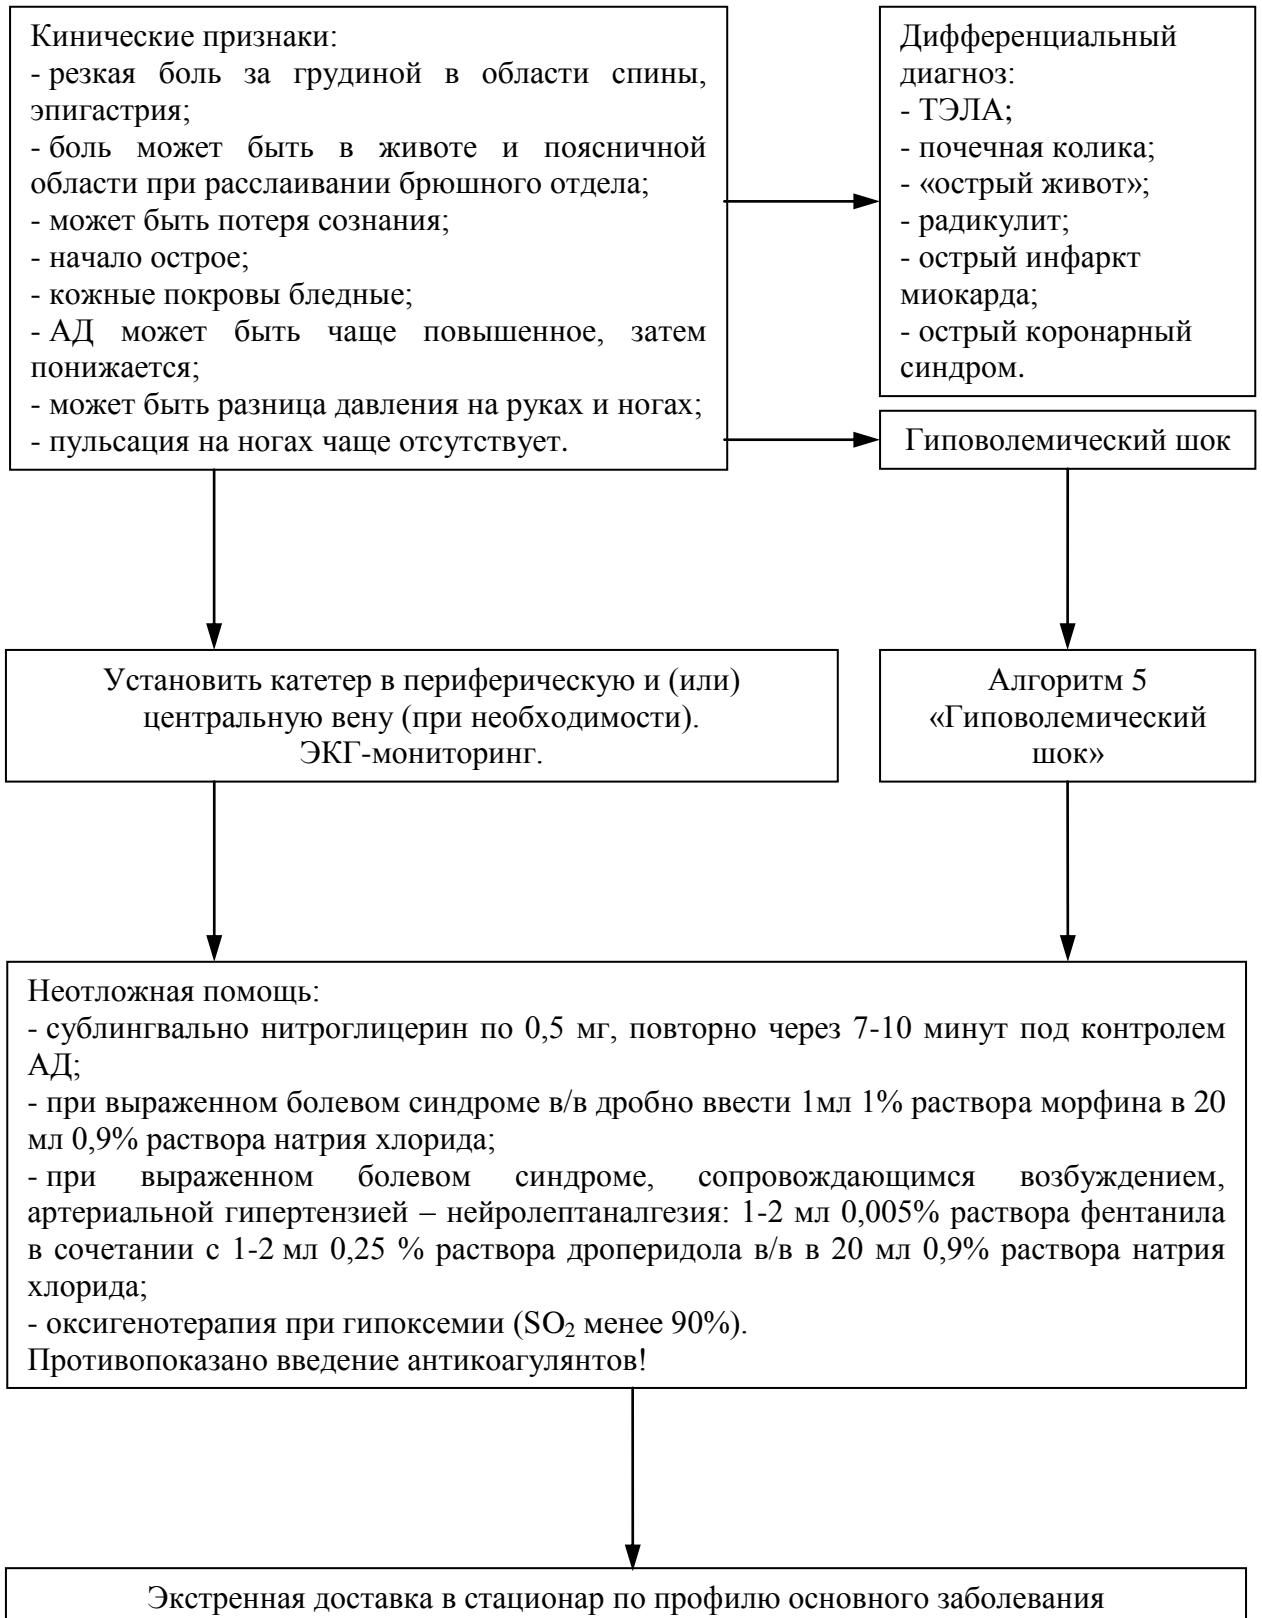 Кинические признаки:
- резкая боль за грудиной в области спины,
эпигастрия;
- боль может быть в животе и поясничной
области при расслаивании брюшного отдела;
- может быть потеря сознания;
- начало острое;
- кожные покровы бледные;
- АД может быть чаще повышенное, затем
понижается;
- может быть разница давления на руках и ногах;
- пульсация на ногах чаще отсутствует.
Дифференциальный
диагноз:
- ТЭЛА;
- почечная колика;
- «острый живот»;
- радикулит;
- острый инфаркт
миокарда;
- острый коронарный
синдром.
Гиповолемический шок
Установить катетер в периферическую и (или)
центральную вену (при необходимости).
ЭКГ-мониторинг.
Алгоритм 5
«Гиповолемический
шок»
Неотложная помощь:
- сублингвально нитроглицерин по 0,5 мг, повторно через 7-10 минут под контролем
АД;
- при выраженном болевом синдроме в/в дробно ввести 1мл 1% раствора морфина в 20
мл 0,9% раствора натрия хлорида;
- при выраженном болевом синдроме, сопровождающимся возбуждением,
артериальной гипертензией – нейролептаналгезия: 1-2 мл 0,005% раствора фентанила
в сочетании с 1-2 мл 0,25 % раствора дроперидола в/в в 20 мл 0,9% раствора натрия
хлорида;
- оксигенотерапия при гипоксемии (SO₂ менее 90%).
Противопоказано введение антикоагулянтов!
Экстренная доставка в стационар по профилю основного заболевания